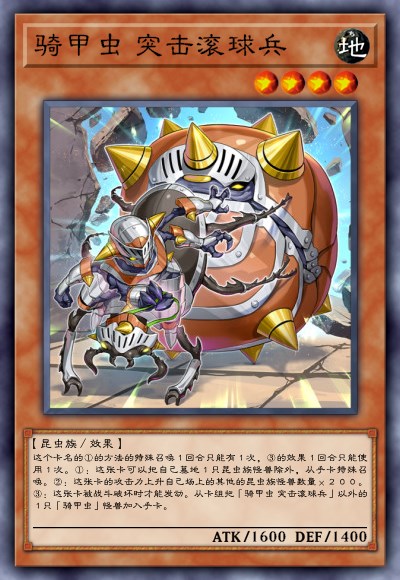 骑甲虫 突击滚球兵
地
【昆虫族／效果】
这个卡名的①的方法的特殊召唤1回合只能有1次，③的效果1回合只能使
用1次。①：这张卡可以把自己墓地1只昆虫族怪兽除外，从手卡特殊召
唤。②：这张卡的攻击力上升自己场上的其他的昆虫族怪兽数量×200。
③：这张卡被战斗破坏时才能发动。从卡组把「骑甲虫 突击滚球兵」以外的
1只「骑甲虫」怪兽加入手卡。
ATK/1600 DEF/1400